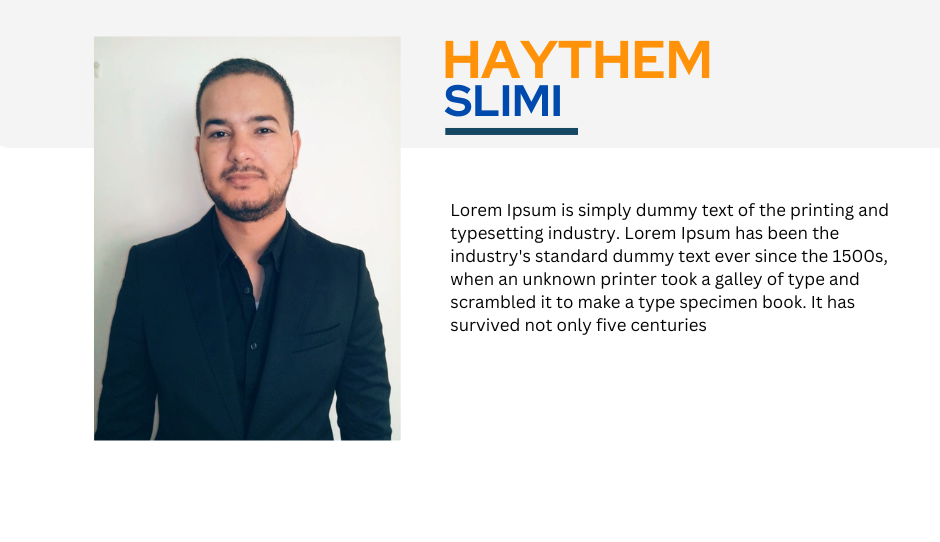 HAYTHEM
SLIMI
Lorem Ipsum is simply dummy text of the printing and
typesetting industry. Lorem Ipsum has been the
industry's standard dummy text ever since the 1500s,
when an unknown printer took a galley of type and
scrambled it to make a type specimen book. It has
survived not only five centuries